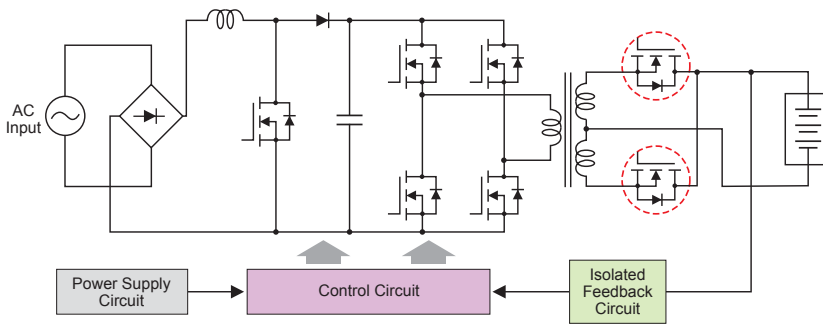 AC
Input
Power Supply
Circuit
Control Circuit
Isolated
Feedback
Circuit